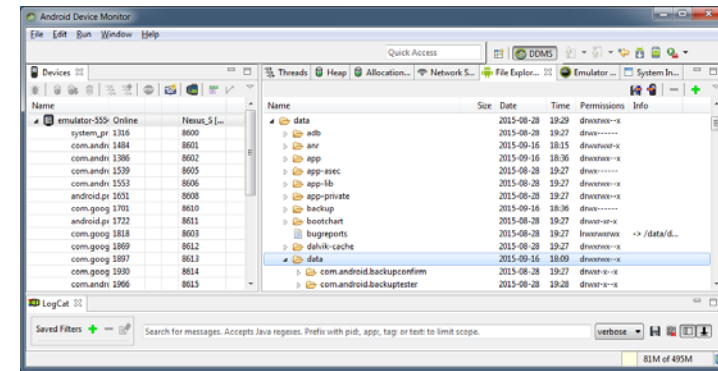 Android Device Monitor
File Edit Run Window Help
Quick Access DDMS
Devices
Name
emulator-555 Online Nexus_S [...
system_pr 1316 8600
com.andr 1484 8601
com.andr 1386 8602
com.andr 1539 8605
com.andr 1553 8606
android.pr 1651 8608
com.goog 1701 8610
android.pr 1722 8611
com.goog 1818 8603
com.goog 1869 8612
com.goog 1897 8613
com.goog 1930 8614
com.andr 1966 8615
Threads Heap Allocation... Network S... File Explor... Emulator ... System In...
Name Size Date Time Permissions Info
data 2015-08-28 19:29 drwxrwx--x
adb 2015-08-28 19:27 drwx------
anr 2015-09-16 18:15 drwxrwxr-x
app 2015-09-16 18:36 drwxrwx--x
app-asec 2015-08-28 19:27 drwx------
app-lib 2015-08-28 19:27 drwxrwx--x
app-private 2015-08-28 19:27 drwxrwx--x
backup 2015-09-16 18:36 drwx------
bootchart 2015-08-28 19:27 drwxr-xr-x
bugreports 2015-08-28 19:27 lrwxrwxrwx -> /data/d...
dalvik-cache 2015-08-28 19:27 drwxrwx--x
data 2015-09-16 18:09 drwxrwx--x
com.android.backupconfirm 2015-08-28 19:27 drwxr-x--x
com.android.backuptester 2015-08-28 19:28 drwxr-x--x
LogCat
Saved Filters Search for messages. Accepts Java regexes. Prefix with pid:, app:, tag: or text: to limit scope. verbose
81M of 495M